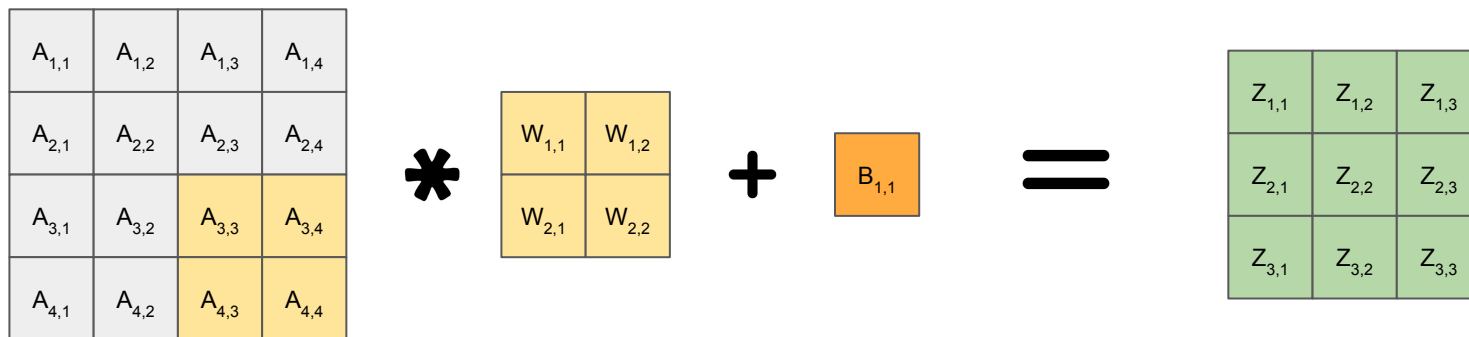 A1,1 A1,2 A1,3 A1,4
A2,1 A2,2 A2,3 A2,4
A3,1 A3,2 A3,3 A3,4
A4,1 A4,2 A4,3 A4,4
*
W1,1 W1,2
W2,1 W2,2
+
B1,1
=
Z1,1 Z1,2 Z1,3
Z2,1 Z2,2 Z2,3
Z3,1 Z3,2 Z3,3